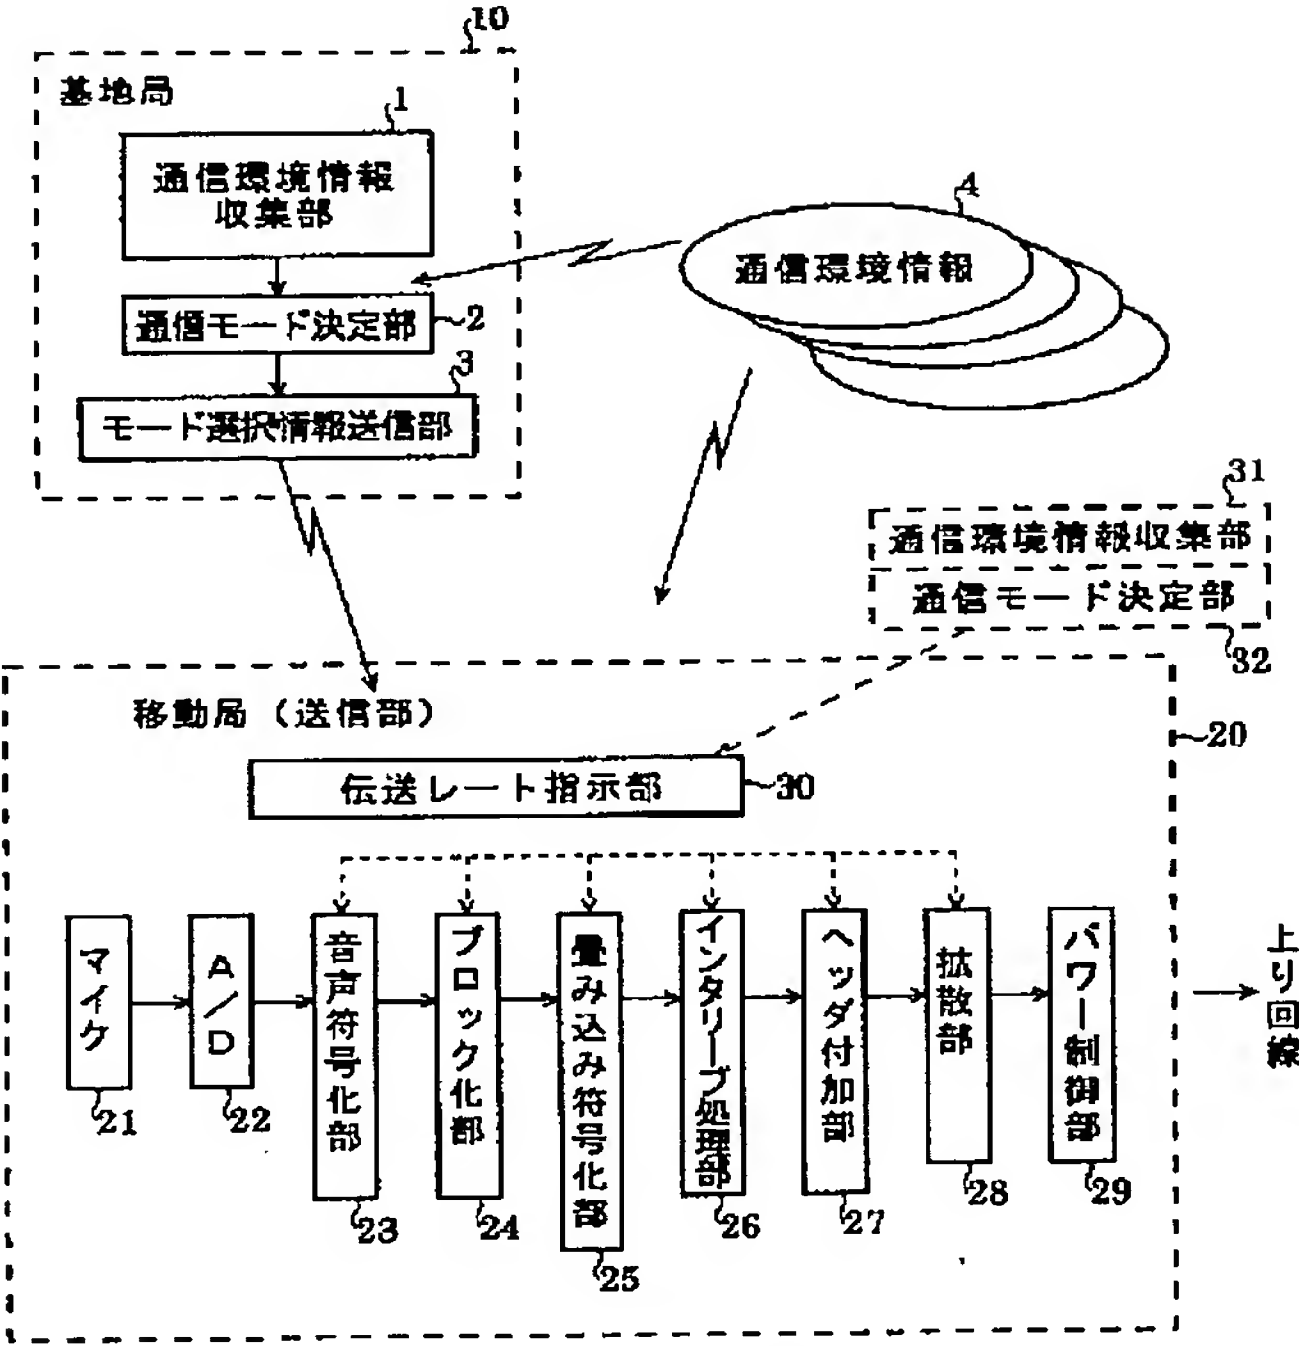 10
基地局
1
通信環境情報
収集部
通信モード決定部
2
3
モード選択情報送信部
4
通信環境情報
31
通信環境情報収集部
通信モード決定部
32
移動局（送信部）
20
伝送レート指示部
30
マイク
21
A/D
22
音声符号化部
23
ブロック化部
24
畳み込み符号化部
25
インタリーブ処理部
26
ヘッダ付加部
27
拡散部
28
パワー制御部
29
上り回線